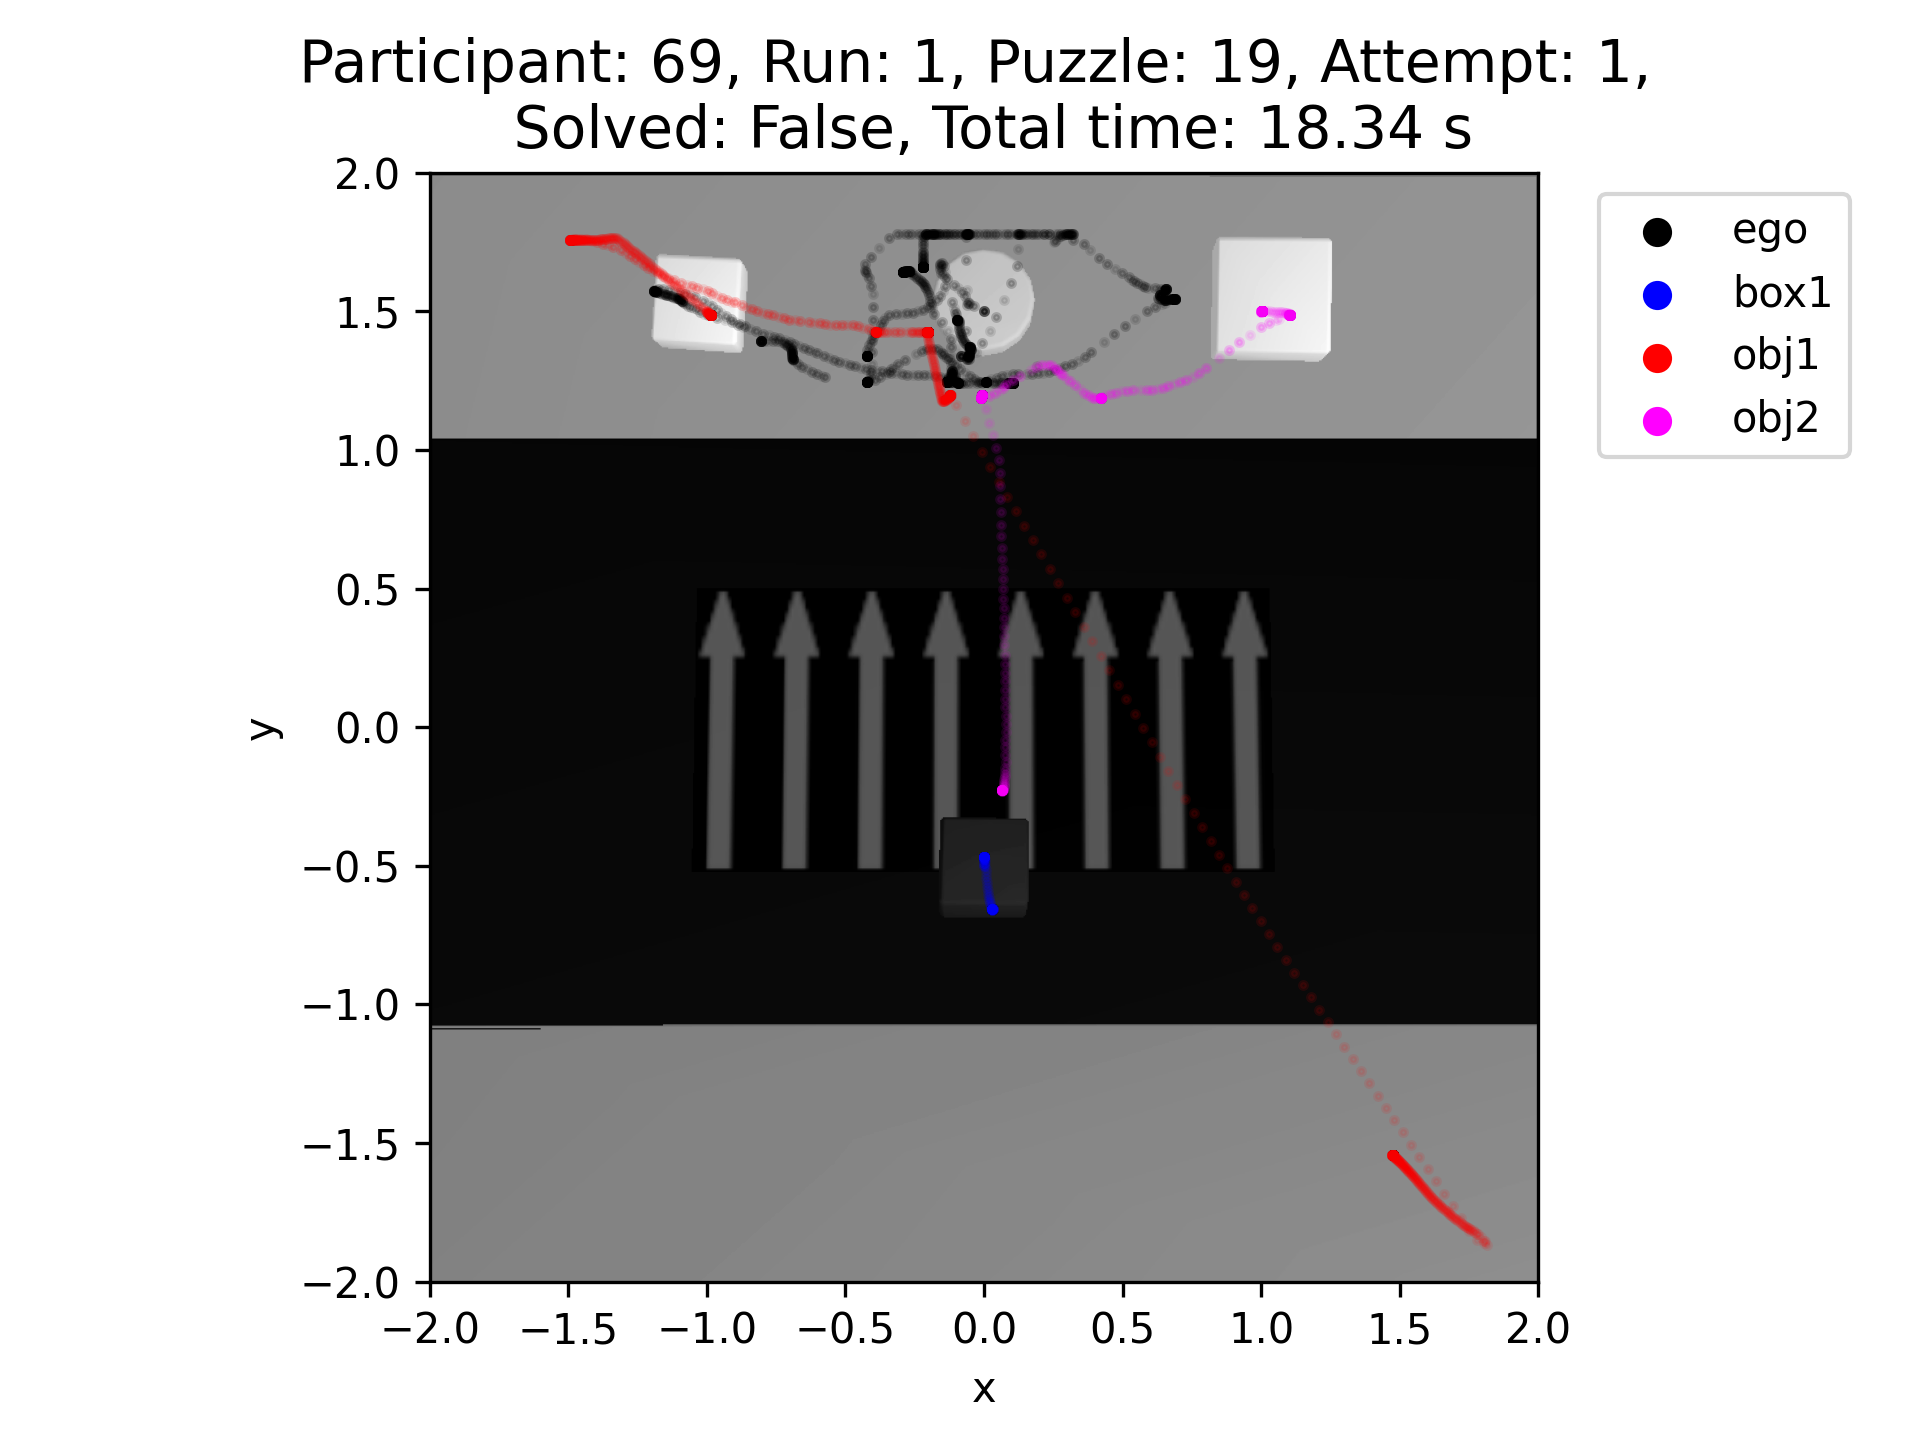 Participant: 69, Run: 1, Puzzle: 19, Attempt: 1,
Solved: False, Total time: 18.34 s
2.0
1.5
1.0
0.5
0.0
−0.5
−1.0
−1.5
−2.0
y
−2.0 −1.5 −1.0 −0.5 0.0 0.5 1.0 1.5 2.0
x
ego
box1
obj1
obj2